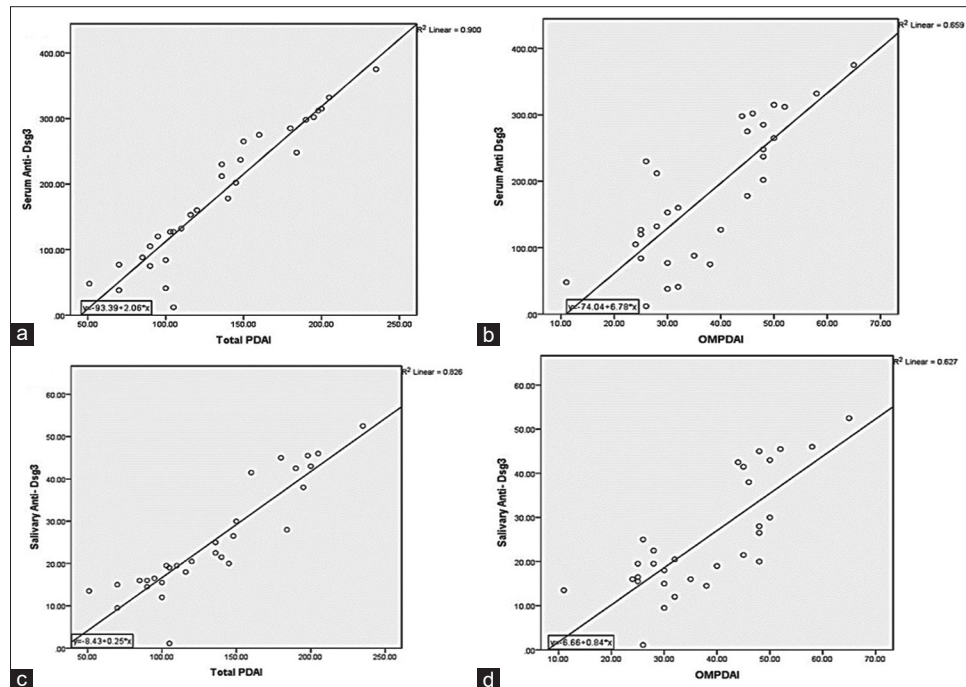 R² Linear = 0.900
400.00
300.00
200.00
100.00
.00
Serum Anti- Dsg3
y=-93.39+2.06*x
50.00 100.00 150.00 200.00 250.00
Total PDAI
a
R² Linear = 0.659
400.00
300.00
200.00
100.00
.00
Serum Anti Dsg3
y=-74.04+6.78*x
10.00 20.00 30.00 40.00 50.00 60.00 70.00
OMPDAI
b
R² Linear = 0.826
60.00
50.00
40.00
30.00
20.00
10.00
.00
Salivary Anti- Dsg3
y=-8.43+0.25*x
50.00 100.00 150.00 200.00 250.00
Total PDAI
c
R² Linear = 0.627
60.00
50.00
40.00
30.00
20.00
10.00
.00
Salivary Anti- Dsg3
y=-6.66+0.84*x
10.00 20.00 30.00 40.00 50.00 60.00 70.00
OMPDAI
d